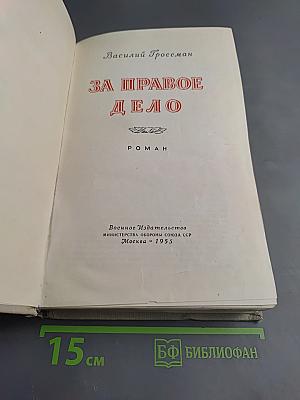 Василий Гроссман
ЗА ПРАВОЕ
ДЕЛО
РОМАН
Военное Издательство
МИНИСТЕРСТВА ОБОРОНЫ СОЮЗА ССР
Москва — 1955
15 см
БФ БИБЛИОФАН